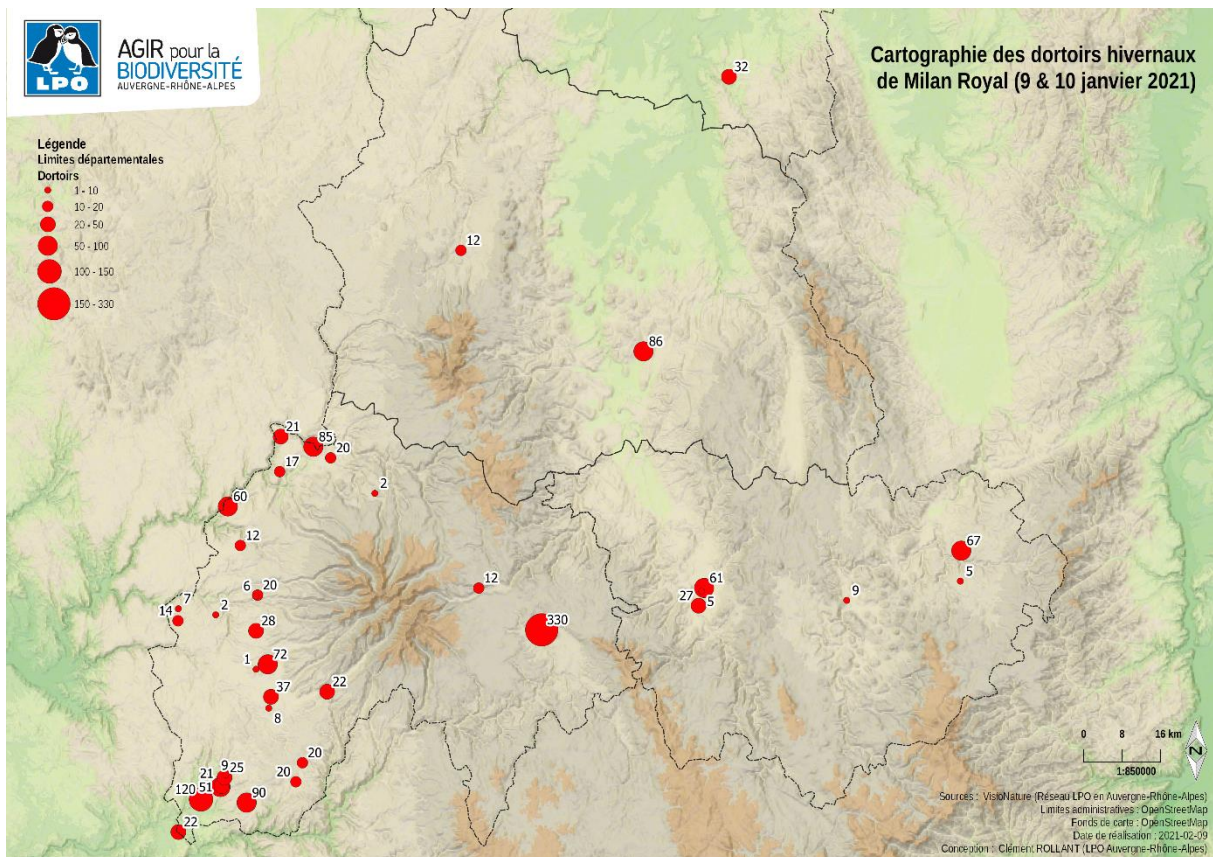 LPO
AGIR pour la
BIODIVERSITÉ
AUVERGNE-RHÔNE-ALPES
Cartographie des dortoirs hivernaux
de Milan Royal (9 & 10 janvier 2021)
Légende
Limites départementales
Dortoirs
1 - 10
10 - 20
20 - 50
50 - 100
100 - 150
150 - 330
32
12
86
21
85
20
17
2
60
12
67
5
12
61
27
5
9
6
20
7
14
2
28
330
1
72
37
22
8
20
20
9
25
21
51
120
90
22
0 8 16 km
1:850000
N
Sources : VisioNature (Réseau LPO en Auvergne-Rhône-Alpes)
Limites administratives : OpenStreetMap
Fonds de carte : OpenStreetMap
Date de réalisation : 2021-02-09
Conception : Clément ROLLANT (LPO Auvergne-Rhône-Alpes)